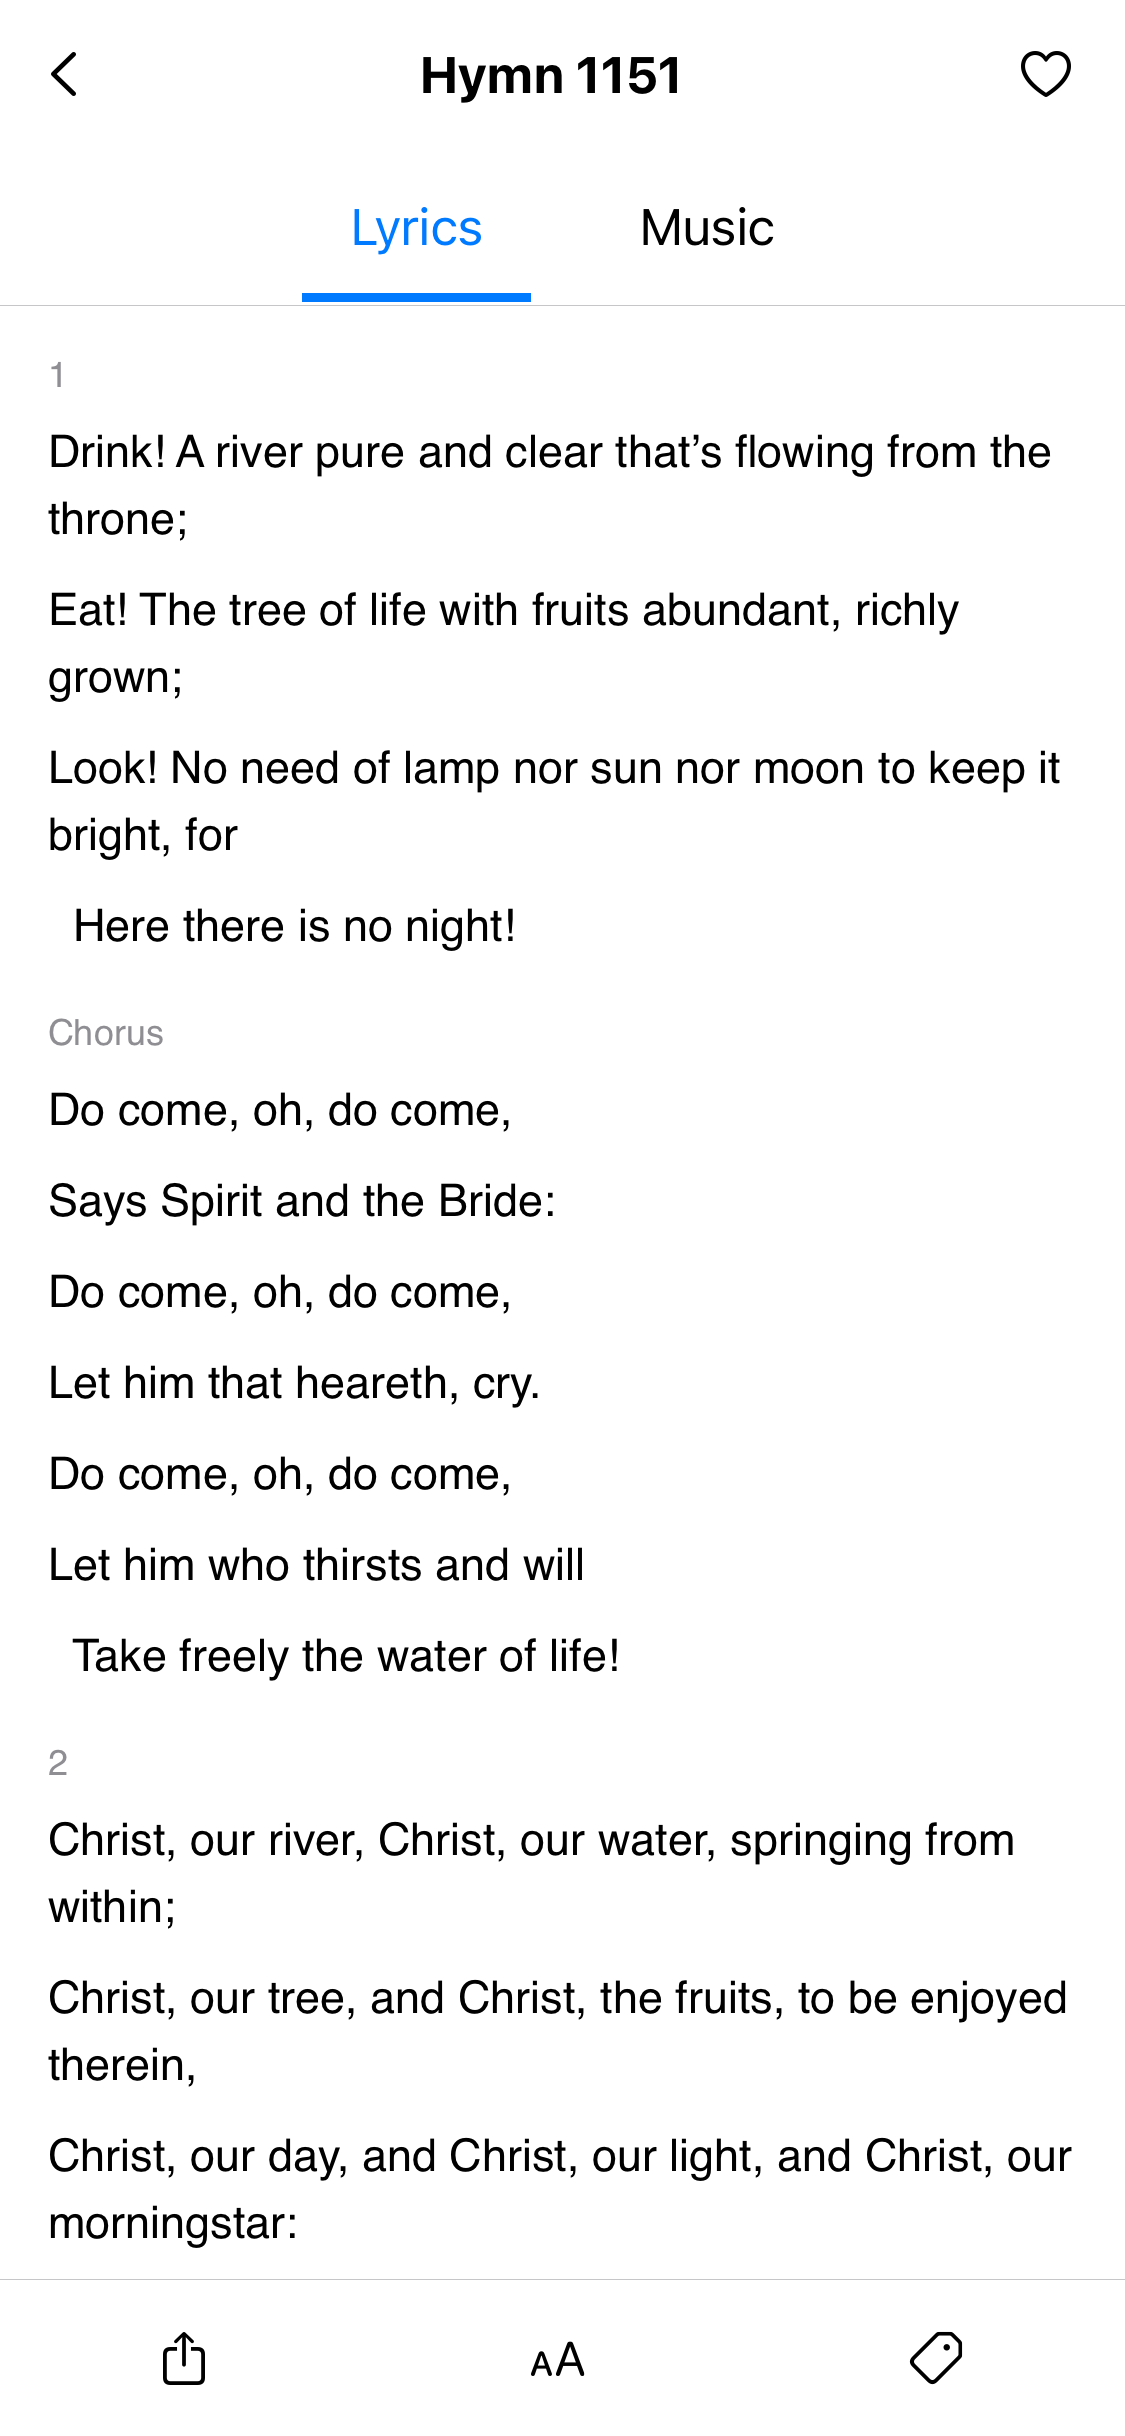 Hymn 1151
Lyrics
Music
1
Drink! A river pure and clear that’s flowing from the
throne;
Eat! The tree of life with fruits abundant, richly
grown;
Look! No need of lamp nor sun nor moon to keep it
bright, for
Here there is no night!
Chorus
Do come, oh, do come,
Says Spirit and the Bride:
Do come, oh, do come,
Let him that heareth, cry.
Do come, oh, do come,
Let him who thirsts and will
Take freely the water of life!
2
Christ, our river, Christ, our water, springing from
within;
Christ, our tree, and Christ, the fruits, to be enjoyed
therein,
Christ, our day, and Christ, our light, and Christ, our
morningstar:
AA